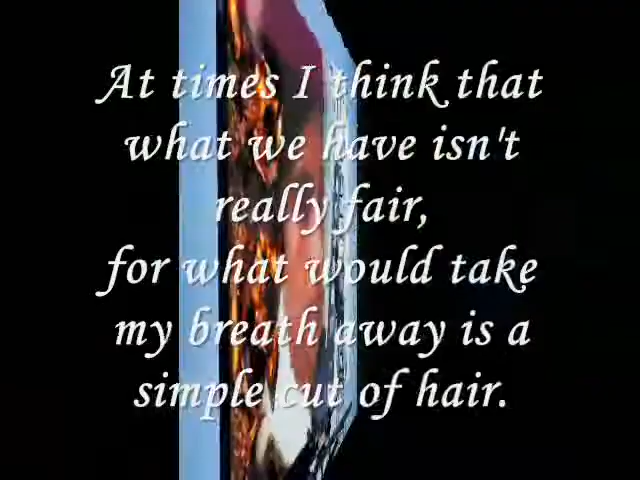 At times I think that
what we have isn't
really fair,
for what would take
my breath away is a
simple cut of hair.